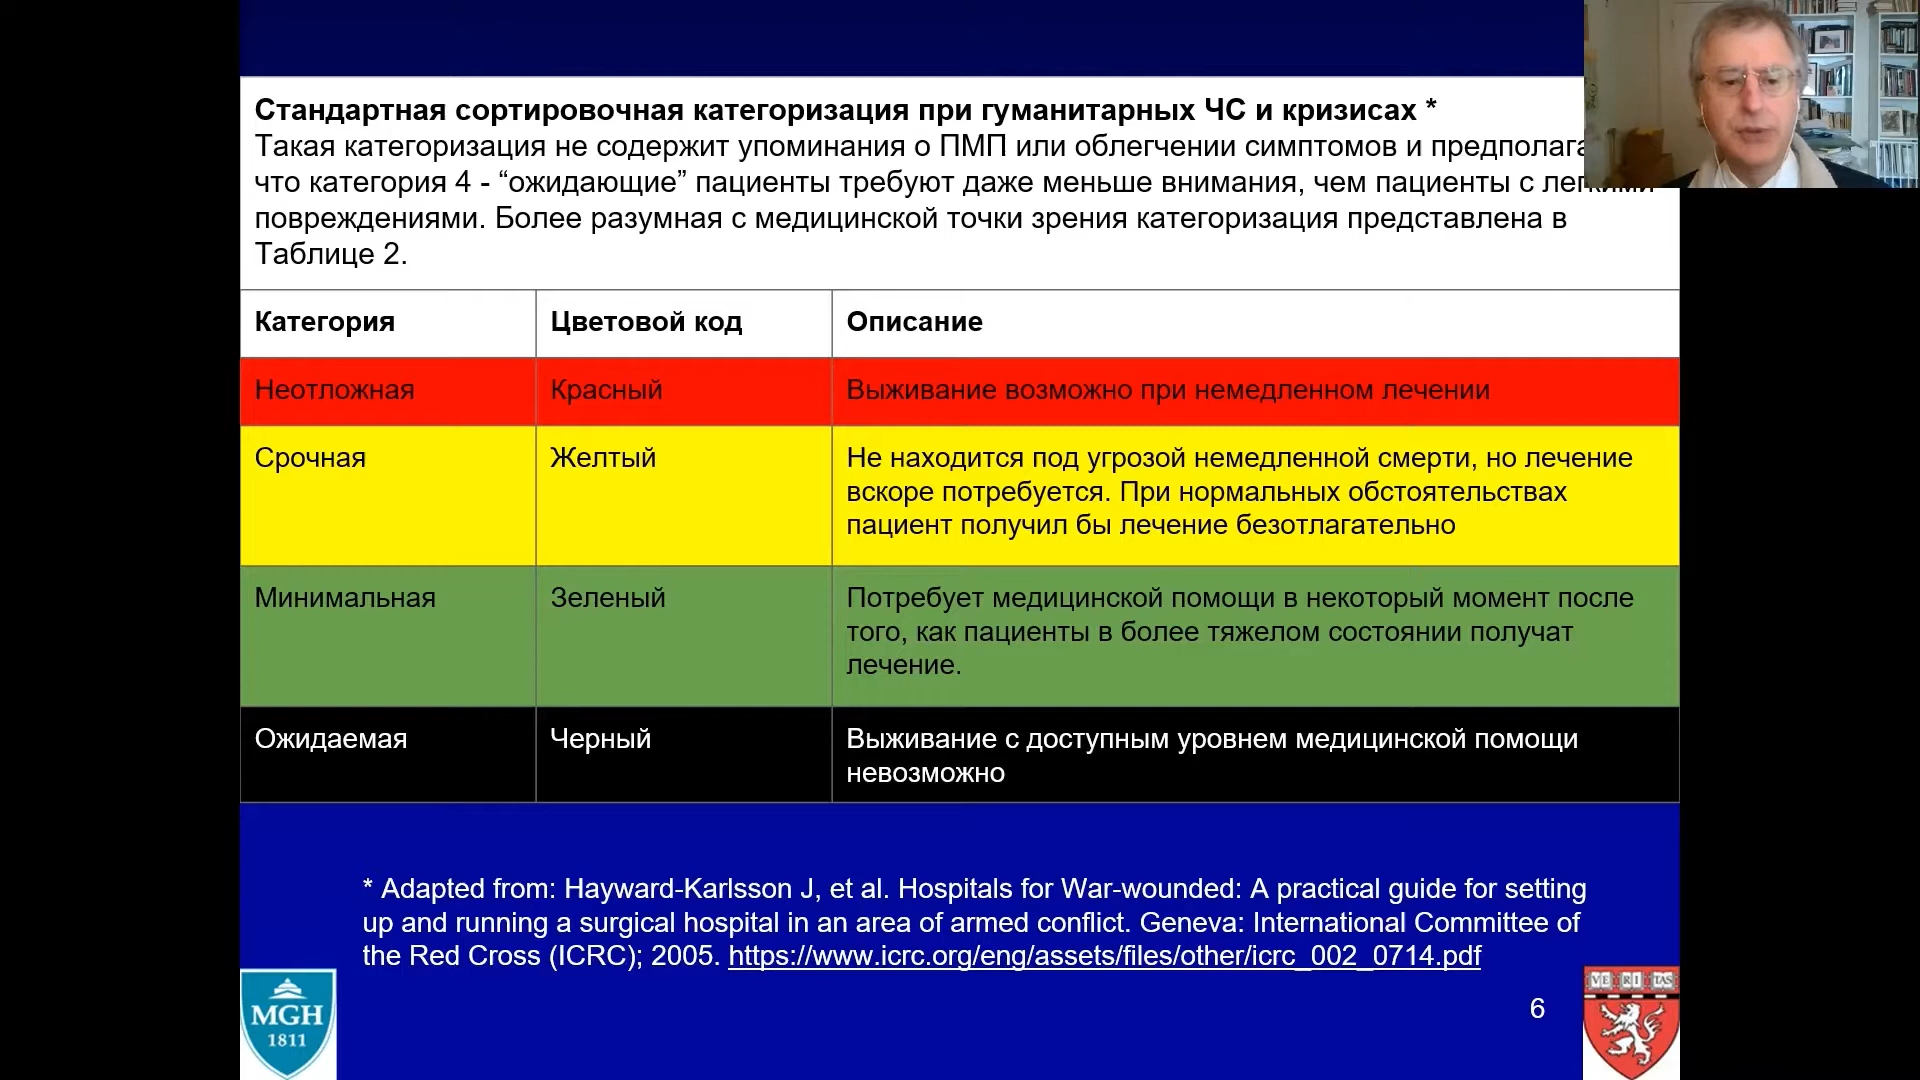 Стандартная сортировочная категоризация при гуманитарных ЧС и кризисах *
Такая категоризация не содержит упоминания о ПМП или облегчении симптомов и
что категория 4 - “ожидающие” пациенты требуют даже меньше внимания, чем пациенты с легкими
повреждениями. Более разумная с медицинской точки зрения категоризация представлена в
Таблице 2.
Категория Цветовой код Описание
Неотложная Красный Выживание возможно при немедленном лечении
Срочная Желтый Не находится под угрозой немедленной смерти, но лечение
вскоре потребуется. При нормальных обстоятельствах
пациент получил бы лечение безотлагательно
Минимальная Зеленый Потребует медицинской помощи в некоторый момент после
того, как пациенты в более тяжелом состоянии получат
лечение.
Ожидаемая Черный Выживание с доступным уровнем медицинской помощи
невозможно
* Adapted from: Hayward-Karlsson J, et al. Hospitals for War-wounded: A practical guide for setting
up and running a surgical hospital in an area of armed conflict. Geneva: International Committee of
the Red Cross (ICRC); 2005. https://www.icrc.org/eng/assets/files/other/icrc_002_0714.pdf
MGH
1811
6
VE RI TAS